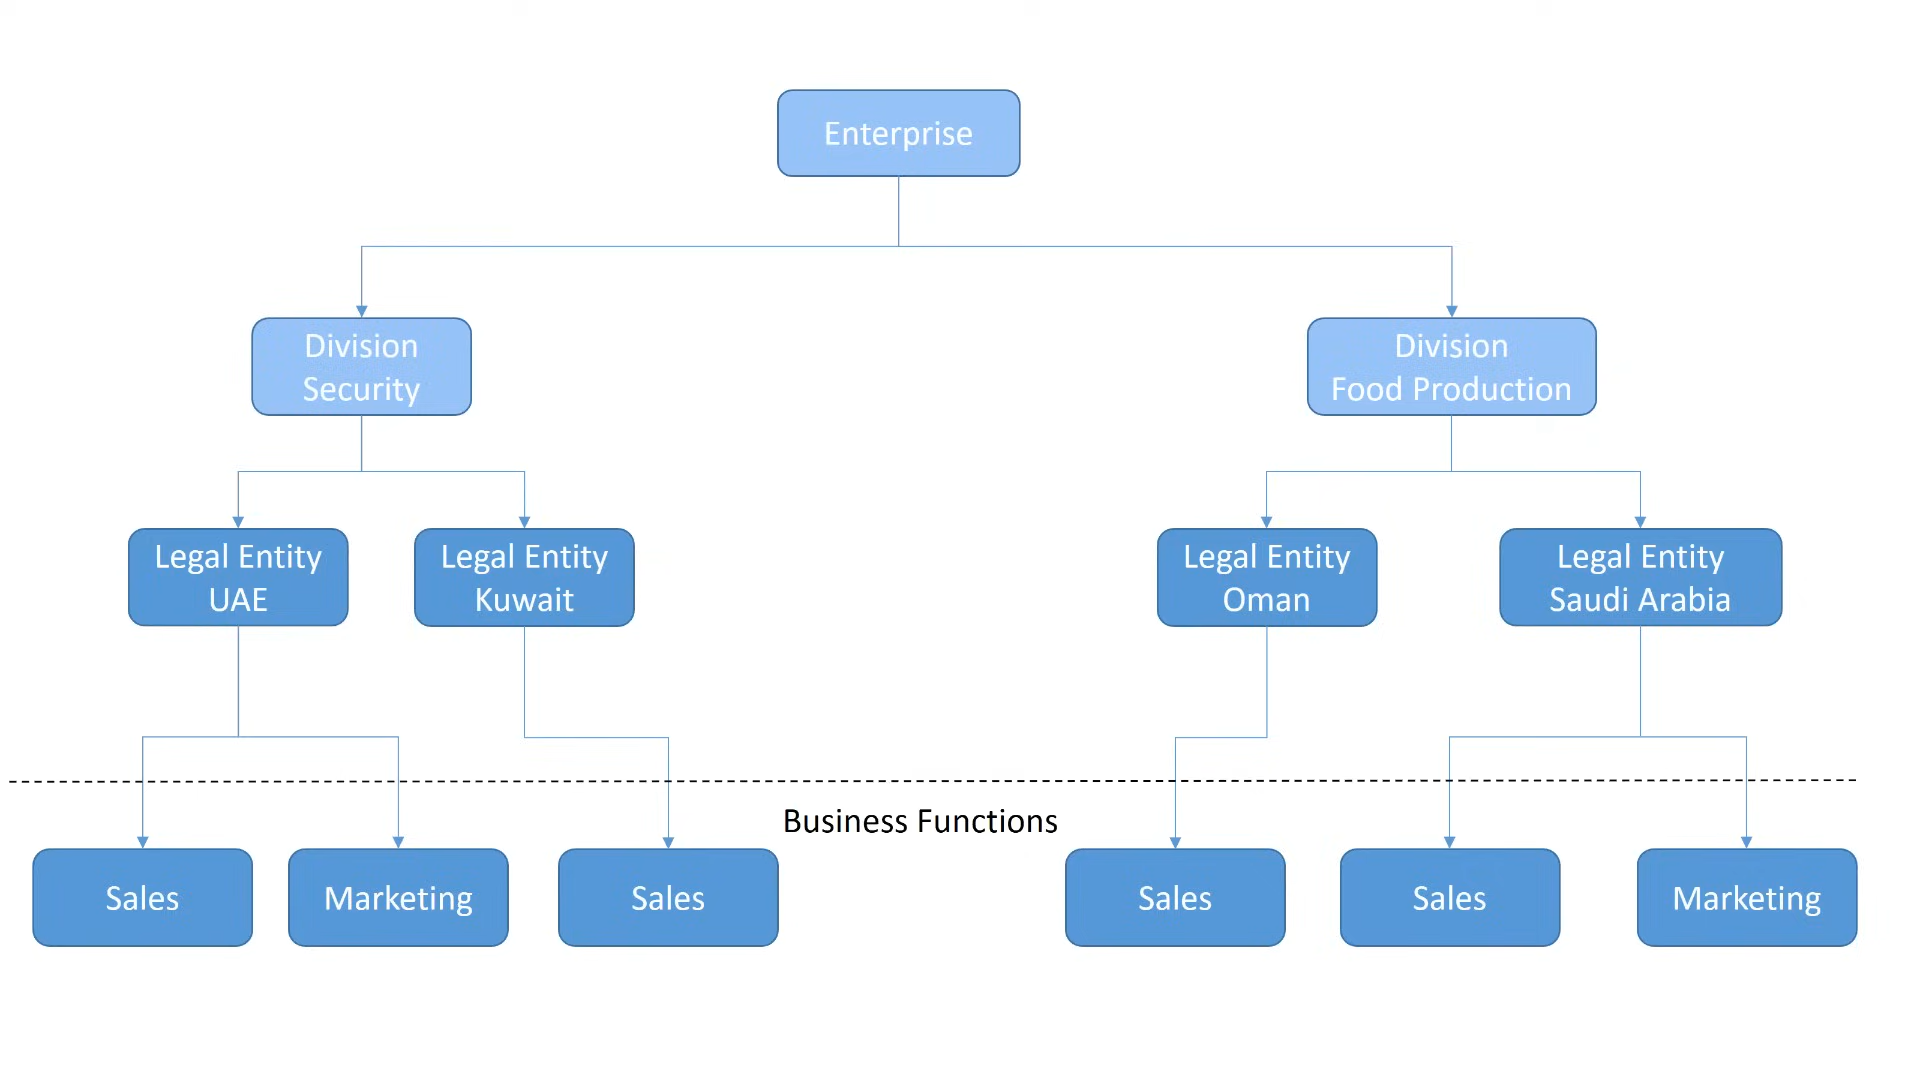 Enterprise
Division
Security
Division
Food Production
Legal Entity
UAE
Legal Entity
Kuwait
Legal Entity
Oman
Legal Entity
Saudi Arabia
Business Functions
Sales
Marketing
Sales
Sales
Sales
Marketing